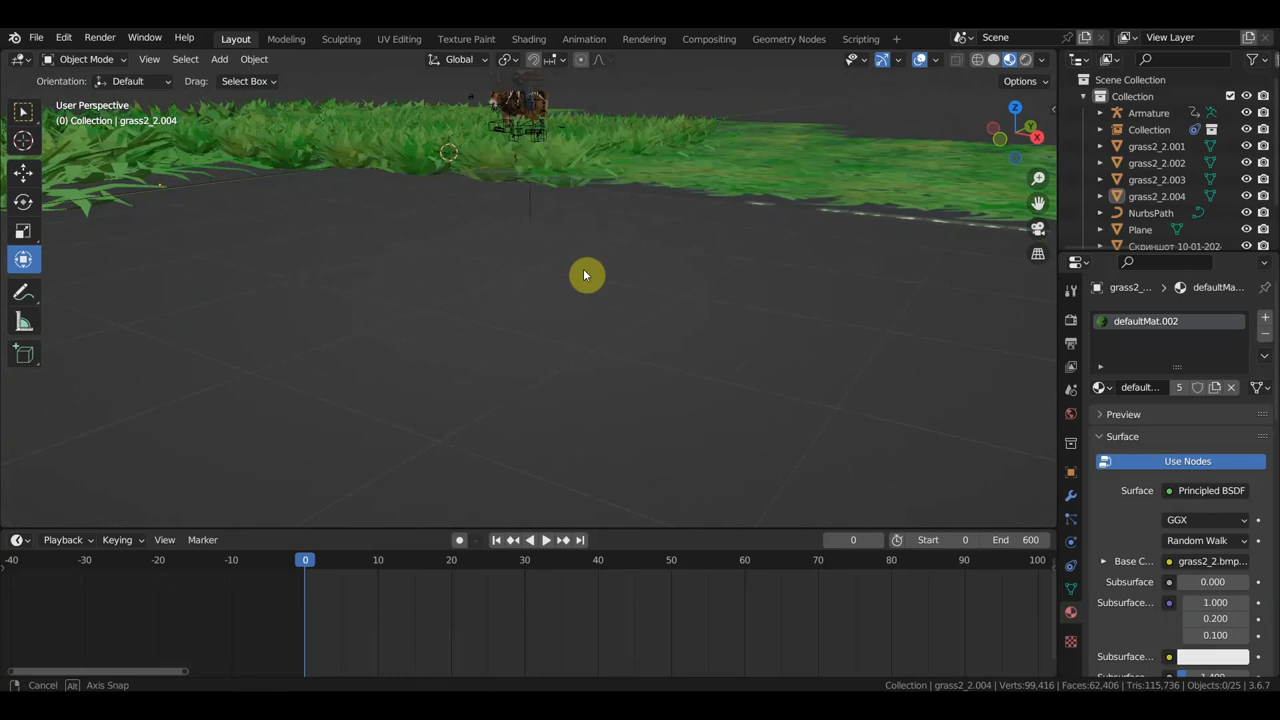 File Edit Render Window Help Layout Modeling Sculpting UV Editing Texture Paint Shading Animation Rendering Compositing Geometry Nodes Scripting + Scene View Layer
Object Mode View Select Add Object Global
Orientation: Default Drag: Select Box Options
User Perspective
(0) Collection | grass2_2.004
X
Y
Z
Scene Collection
Collection
Armature
Collection
grass2_2.001
grass2_2.002
grass2_2.003
grass2_2.004
NurbsPath
Plane
Скриншот 10-01-202
grass2_... defaultMa...
defaultMat.002
default... 5
Preview
Surface
Use Nodes
Surface Principled BSDF
GGX
Random Walk
Base C... grass2_2.bmp...
Subsurface 0.000
Subsurface... 1.000
0.200
0.100
Subsurface...
Subsurface... 1.400
Playback Keying View Marker 0 Start 0 End 600
-40 -30 -20 -10 0 10 20 30 40 50 60 70 80 90 100
Cancel Alt Axis Snap Collection | grass2_2.004 | Verts:99,416 | Faces:62,406 | Tris:115,736 | Objects:0/25 | 3.6.7